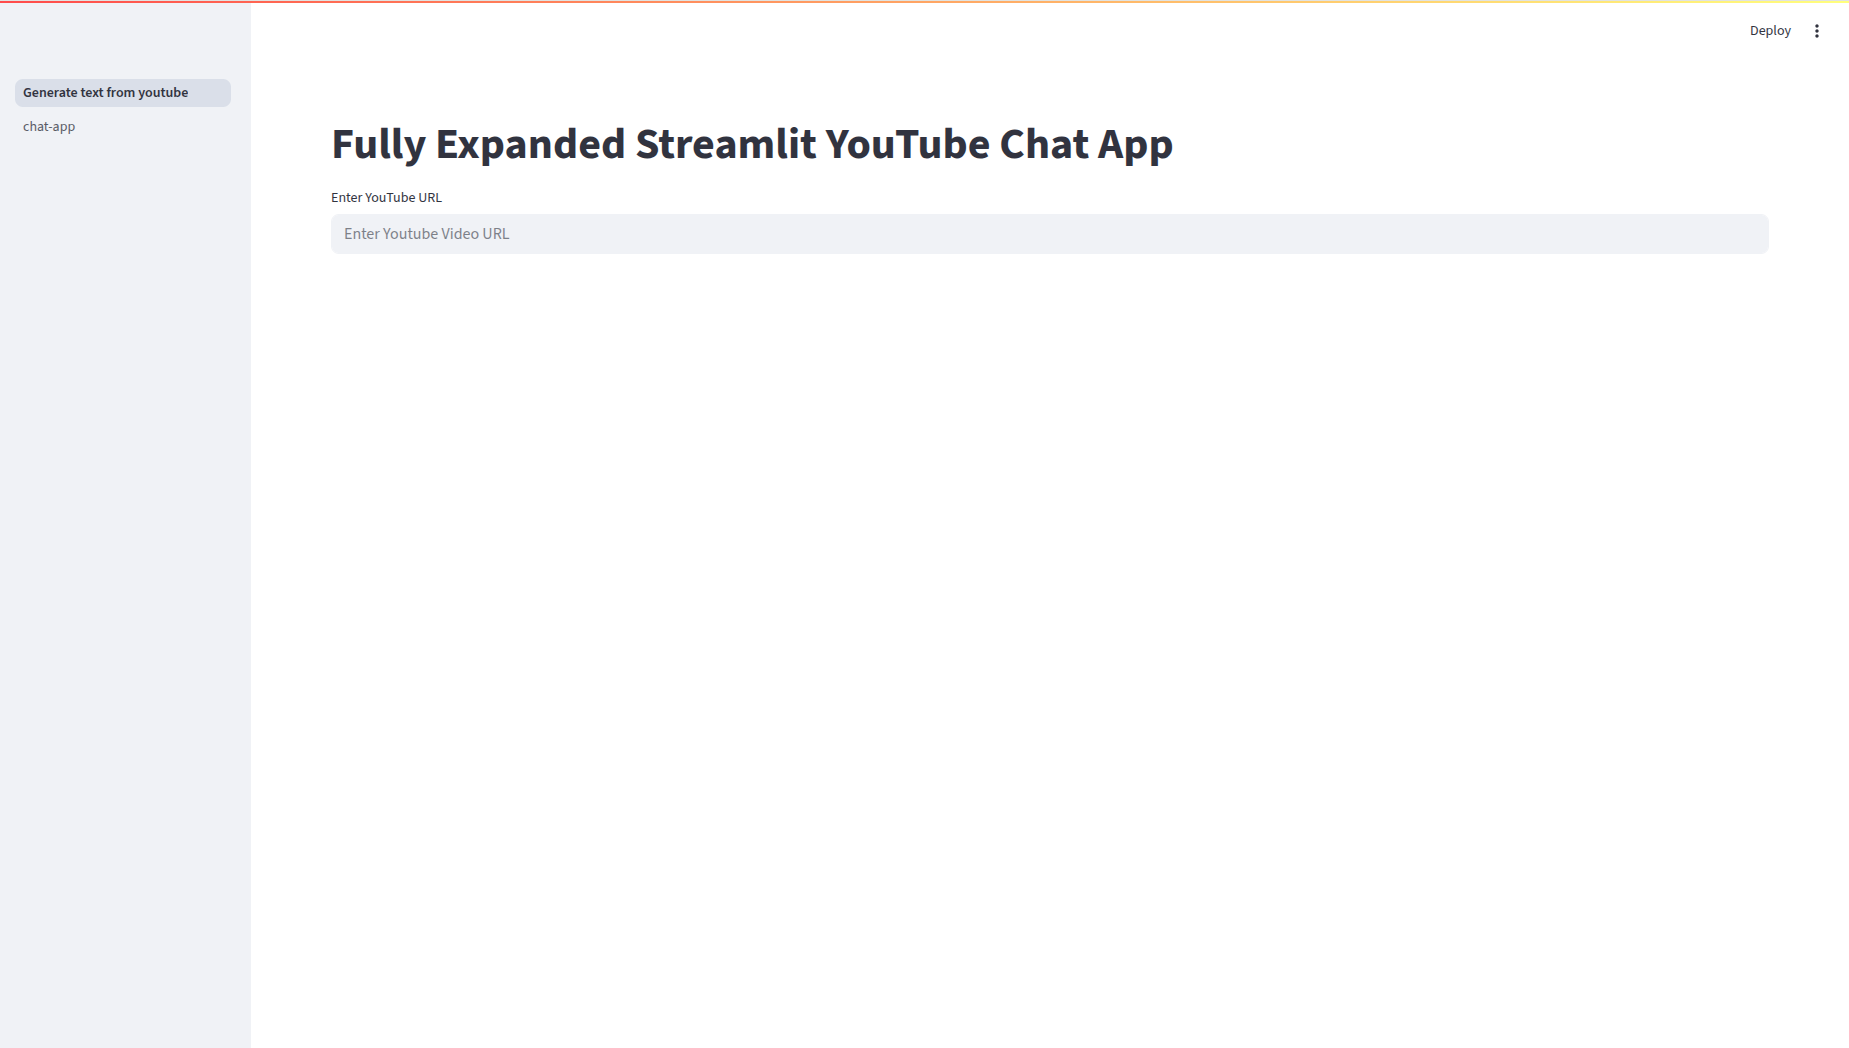 Deploy
Generate text from youtube
chat-app
Fully Expanded Streamlit YouTube Chat App
Enter YouTube URL
Enter Youtube Video URL